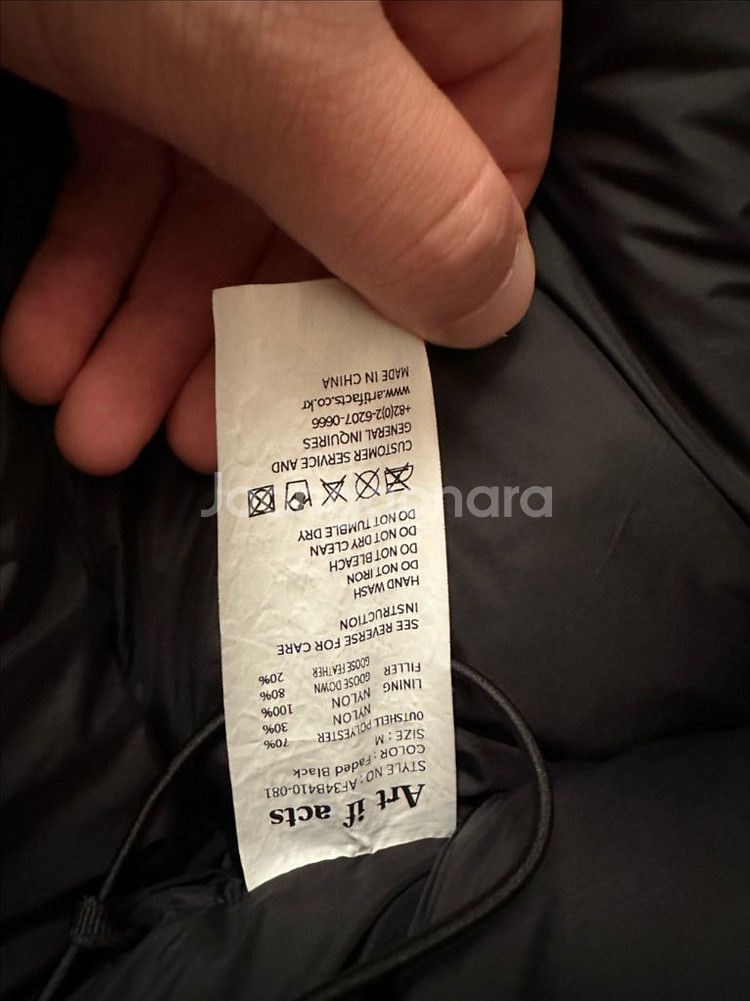 Art if acts
STYLE NO : AF34B410-081
COLOR : Faded Black
SIZE : M
OUTSHELL POLYESTER 70%
NYLON 30%
LINING NYLON 100%
FILLER GOOSE DOWN 80%
GOOSE FEATHER 20%
SEE REVERSE FOR CARE
INSTRUCTION
HAND WASH
DO NOT IRON
DO NOT BLEACH
DO NOT DRY CLEAN
DO NOT TUMBLE DRY
CUSTOMER SERVICE AND
GENERAL INQUIRES
+82(0)2-6207-0666
www.artifacts.co.kr
MADE IN CHINA